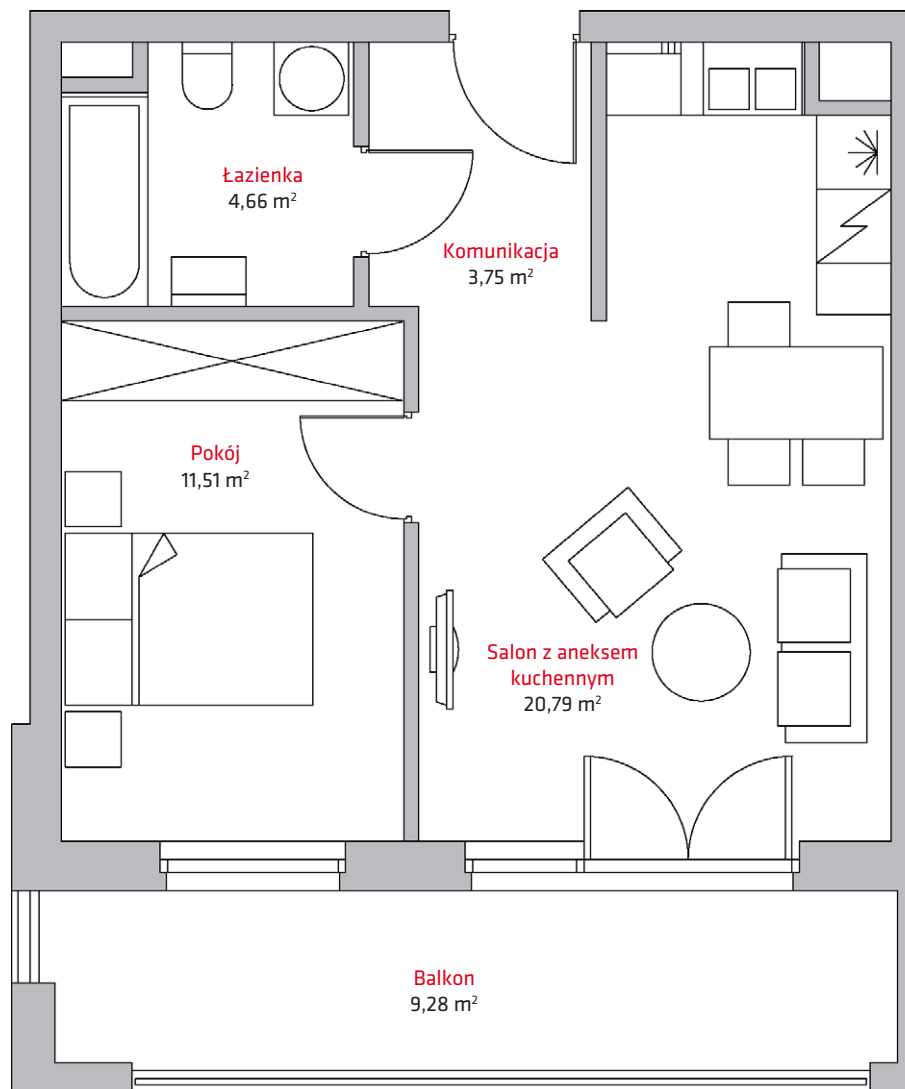 Łazienka
4,66 m²
Komunikacja
3,75 m²
Pokój
11,51 m²
Salon z aneksem
kuchennym
20,79 m²
Balkon
9,28 m²